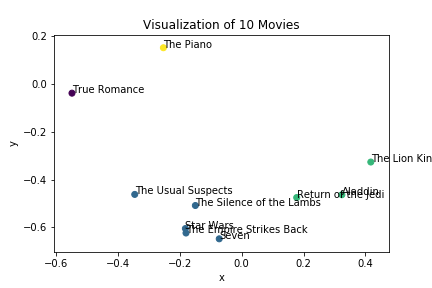 Visualization of 10 Movies
0.2
0.0
−0.2
−0.4
−0.6
y
The Piano
True Romance
The Lion Kin
The Usual Suspects
Aladdin
Return of the Jedi
The Silence of the Lambs
Star Wars
The Empire Strikes Back
Seven
−0.6
−0.4
−0.2
0.0
0.2
0.4
x